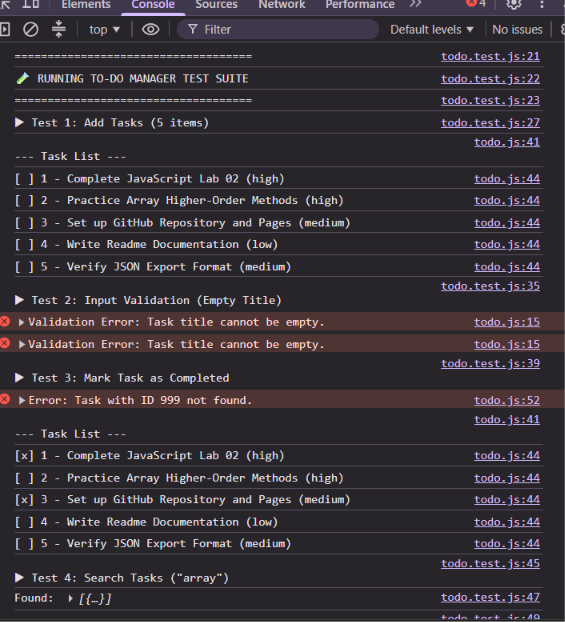 Elements Console Sources Network Performance 4
top Filter Default levels No issues
================================== todo.test.js:21
RUNNING TO-DO MANAGER TEST SUITE todo.test.js:22
================================== todo.test.js:23
▶ Test 1: Add Tasks (5 items) todo.test.js:27
todo.js:41
--- Task List ---
[ ] 1 - Complete JavaScript Lab 02 (high) todo.js:44
[ ] 2 - Practice Array Higher-Order Methods (high) todo.js:44
[ ] 3 - Set up GitHub Repository and Pages (medium) todo.js:44
[ ] 4 - Write Readme Documentation (low) todo.js:44
[ ] 5 - Verify JSON Export Format (medium) todo.js:44
todo.test.js:35
▶ Test 2: Input Validation (Empty Title)
Validation Error: Task title cannot be empty. todo.js:15
Validation Error: Task title cannot be empty. todo.js:15
todo.test.js:39
▶ Test 3: Mark Task as Completed
Error: Task with ID 999 not found. todo.js:52
todo.js:41
--- Task List ---
[x] 1 - Complete JavaScript Lab 02 (high) todo.js:44
[ ] 2 - Practice Array Higher-Order Methods (high) todo.js:44
[x] 3 - Set up GitHub Repository and Pages (medium) todo.js:44
[ ] 4 - Write Readme Documentation (low) todo.js:44
[ ] 5 - Verify JSON Export Format (medium) todo.js:44
todo.test.js:45
▶ Test 4: Search Tasks ("array")
Found: ▶ [{…}] todo.test.js:47
todo.test.js:49